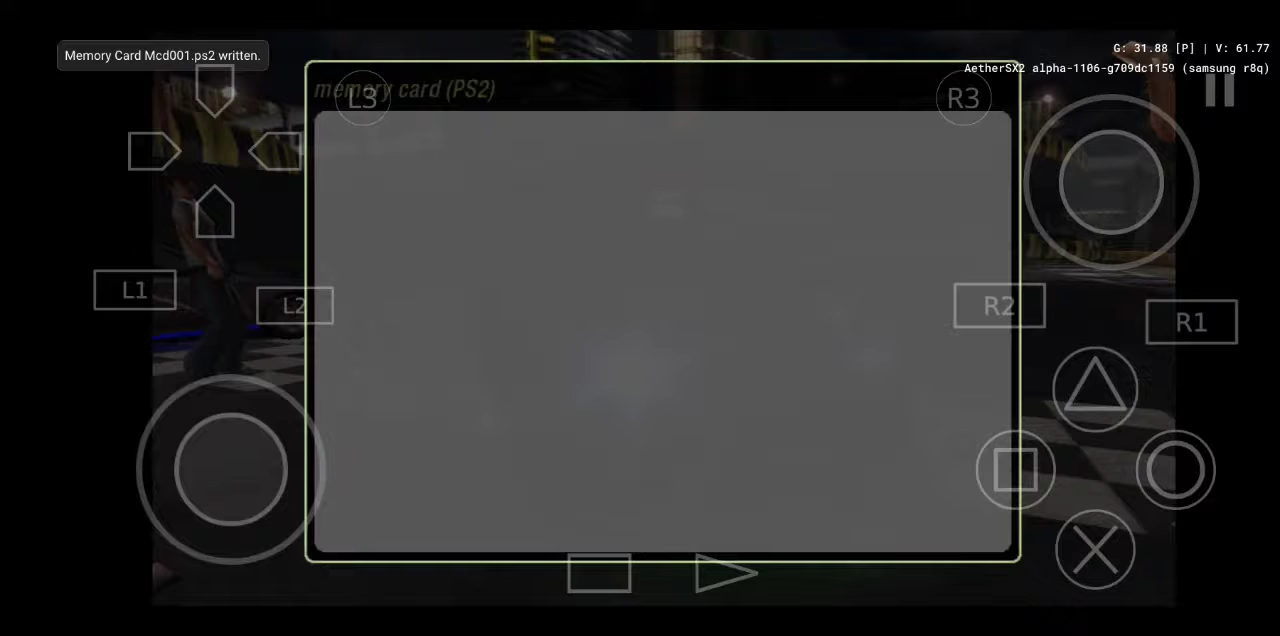 Memory Card Mcd001.ps2 written.
G: 31.88 [P] | V: 61.77
AetherSX2 alpha-1106-g709dc1159 (samsung r8q)
memory card (PS2)
L3
R3
L1
L2
R2
R1